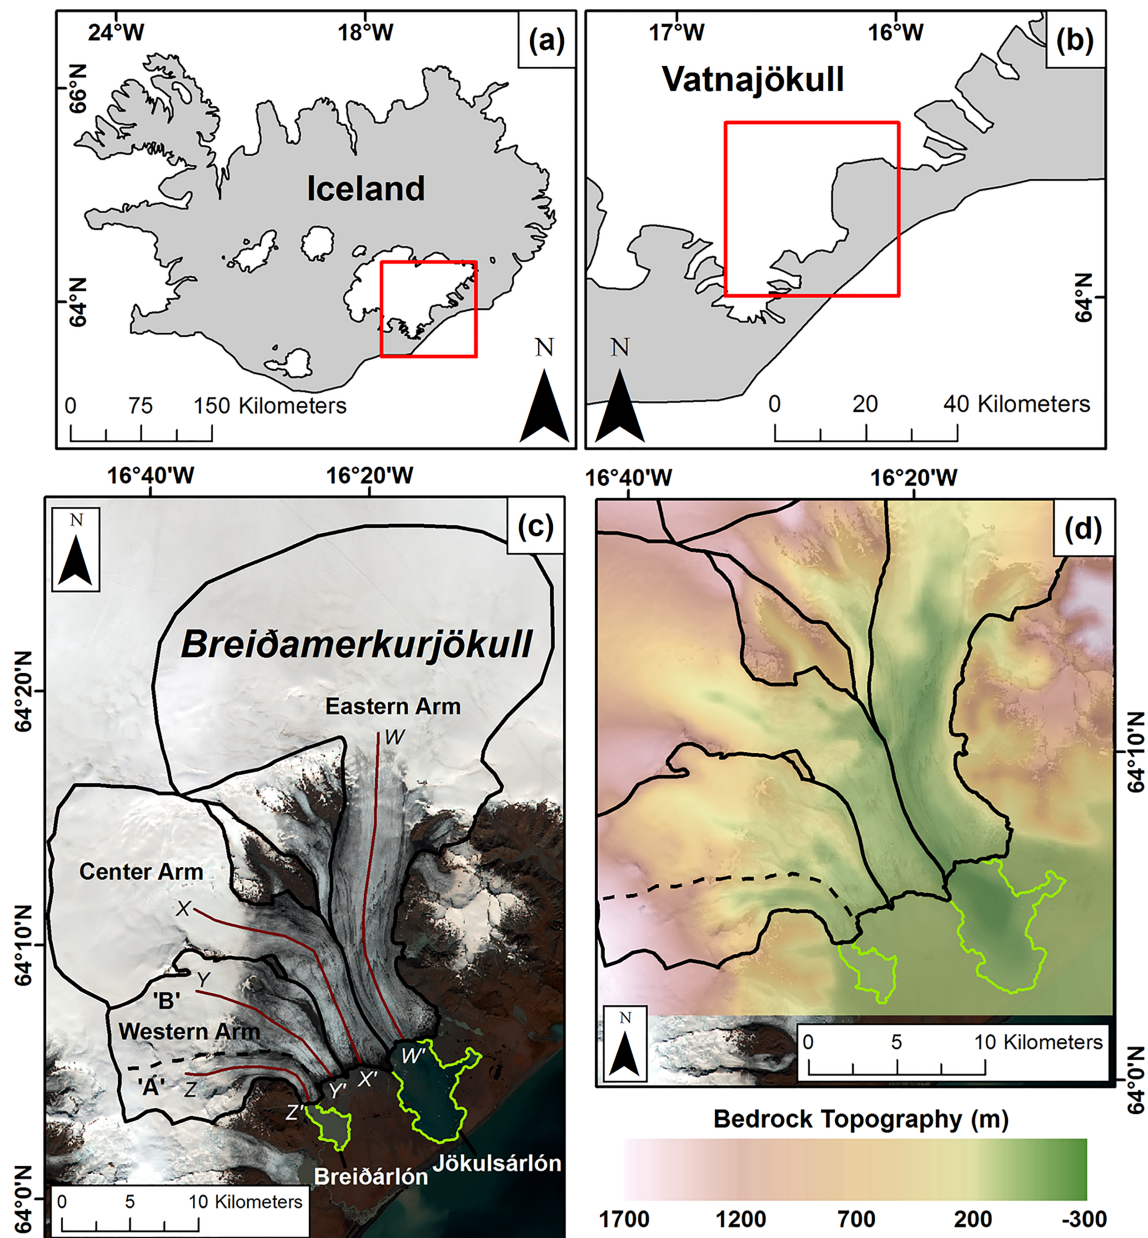 24°W 18°W
(a)
66°N
Iceland
64°N
N
0 75 150 Kilometers
17°W 16°W
(b)
Vatnajökull
64°N
N
0 20 40 Kilometers
16°40'W 16°20'W
N
(c)
Breiðamerkurjökull
64°20'N
Eastern Arm
W
Center Arm
X
64°10'N
Y
'B'
Western Arm
'A'
Z
W'
X'
Y'
Z'
Jökulsárlón
Breiðárlón
64°0'N
0 5 10 Kilometers
16°40'W 16°20'W
(d)
64°10'N
N
0 5 10 Kilometers
64°0'N
Bedrock Topography (m)
1700 1200 700 200 -300